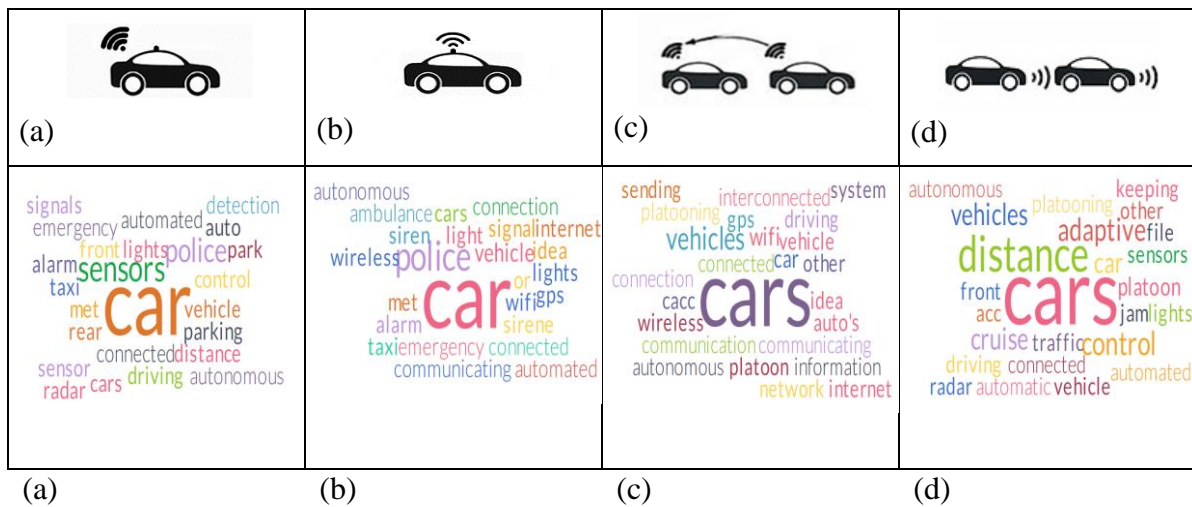 (a)
(b)
(c)
(d)
signals
detection
emergency
automated
auto
front
lights
police
park
alarm
sensors
control
taxi
met
car
vehicle
rear
parking
connected
distance
sensor
driving
autonomous
radar
cars
autonomous
ambulance
cars
connection
siren
light
signal
internet
wireless
police
vehicle
idea
or
lights
met
car
wifi
gps
alarm
sirene
taxi
emergency
connected
communicating
automated
sending
interconnected
system
platooning
gps
driving
vehicles
wifi
vehicle
connected
car
other
connection
cacc
cars
idea
wireless
auto's
communication
communicating
autonomous
platoon
information
network
internet
autonomous
keeping
vehicles
platooning
other
adaptive
file
distance
car
sensors
front
cars
platoon
acc
jam
lights
cruise
traffic
control
driving
connected
automated
radar
automatic
vehicle
(a)
(b)
(c)
(d)